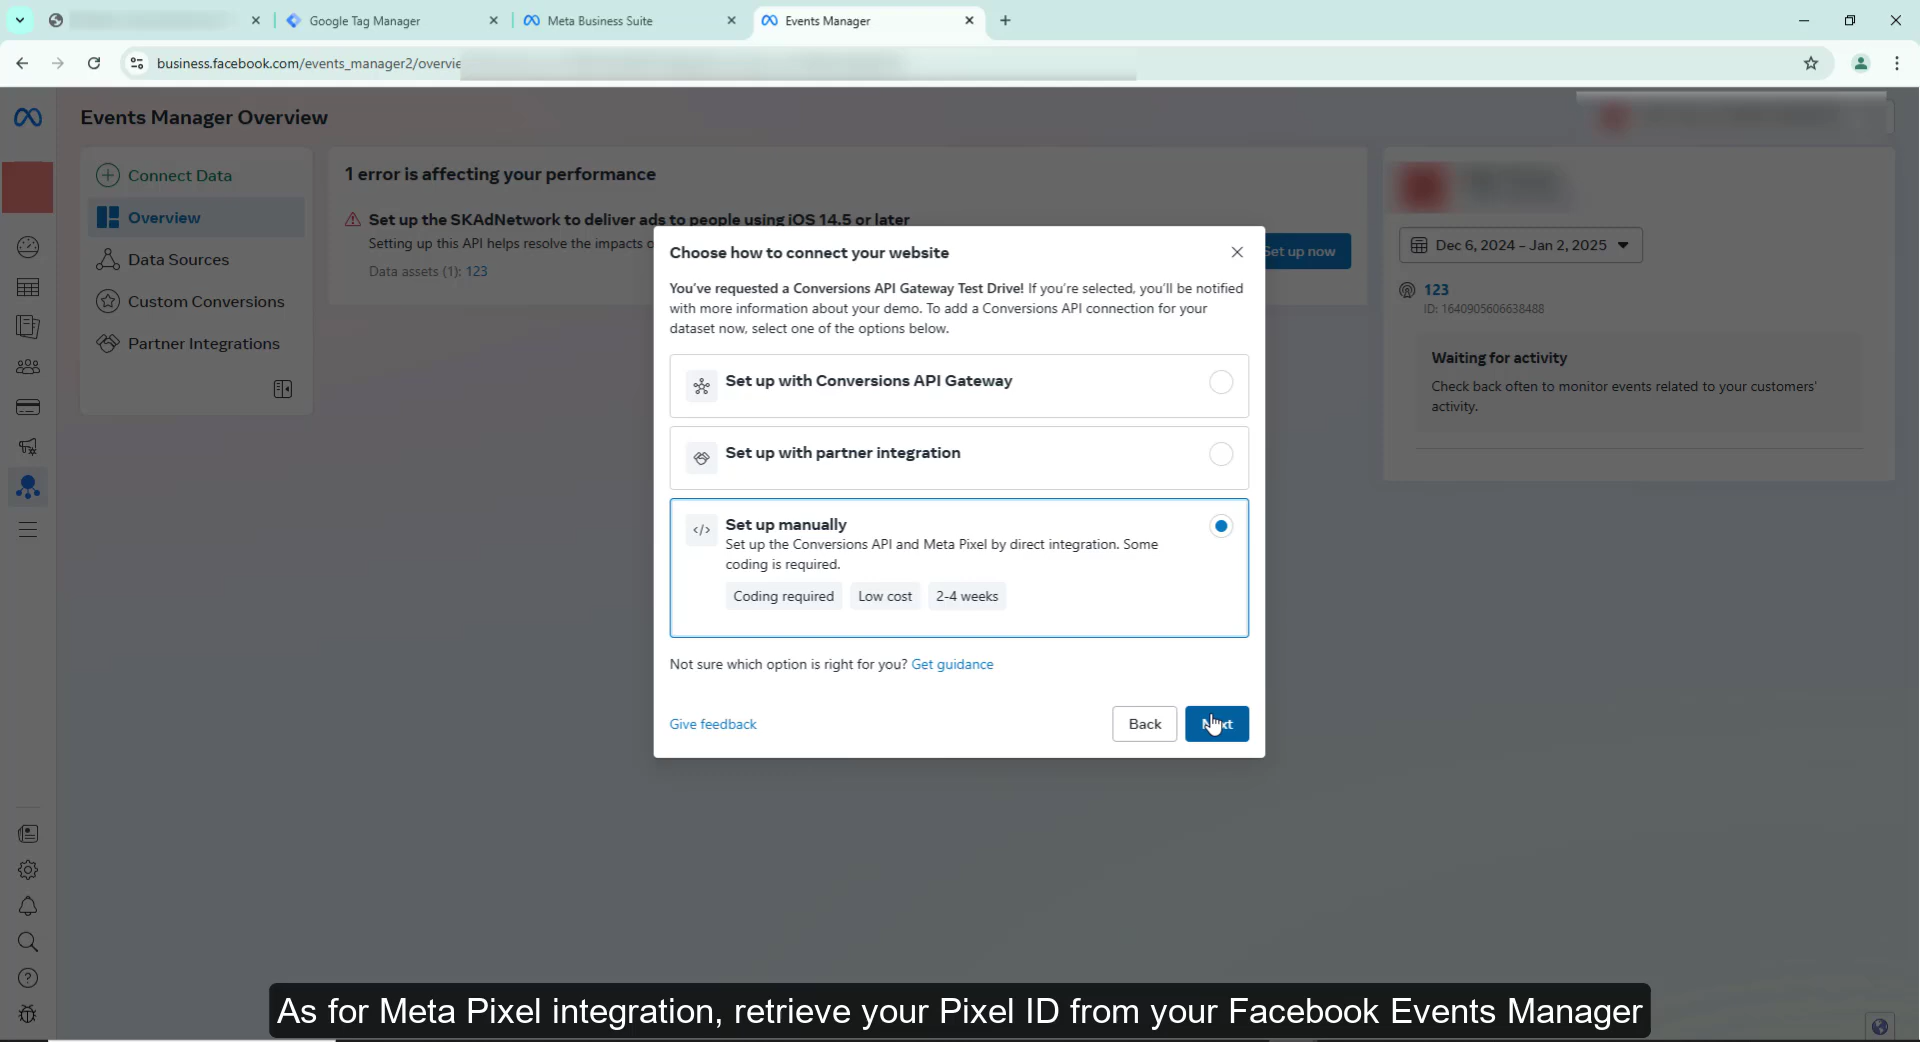 Google Tag Manager
Meta Business Suite
Events Manager
business.facebook.com/events_manager2/overvie
Events Manager Overview
Connect Data
Overview
Data Sources
Custom Conversions
Partner Integrations
1 error is affecting your performance
Set up the SKAdNetwork to deliver ads to people using iOS 14.5 or later
Setting up this API helps resolve the impacts
Data assets (1): 123
Set up now
Dec 6, 2024 – Jan 2, 2025
123
ID: 1640905606638488
Waiting for activity
Check back often to monitor events related to your customers'
activity.
Choose how to connect your website
You've requested a Conversions API Gateway Test Drive! If you're selected, you'll be notified
with more information about your demo. To add a Conversions API connection for your
dataset now, select one of the options below.
Set up with Conversions API Gateway
Set up with partner integration
</> Set up manually
Set up the Conversions API and Meta Pixel by direct integration. Some
coding is required.
Coding required Low cost 2-4 weeks
Not sure which option is right for you? Get guidance
Give feedback
Back
Next
As for Meta Pixel integration, retrieve your Pixel ID from your Facebook Events Manager